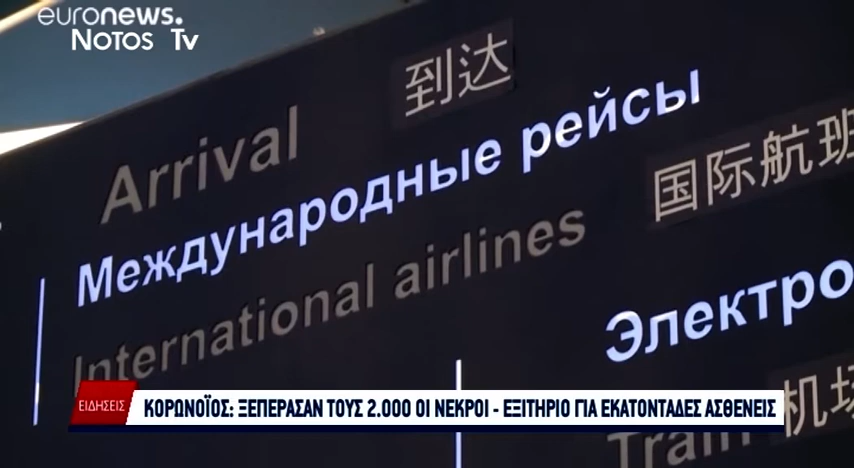 euronews.
NOTOS TV
Arrival 到达
Международные рейсы
International airlines 国际航班
Электро
Train 机场
ΕΙΔΗΣΕΙΣ
ΚΟΡΩΝΟΪΟΣ: ΞΕΠΕΡΑΣΑΝ ΤΟΥΣ 2.000 ΟΙ ΝΕΚΡΟΙ - ΕΞΙΤΗΡΙΟ ΓΙΑ ΕΚΑΤΟΝΤΑΔΕΣ ΑΣΘΕΝΕΙΣ